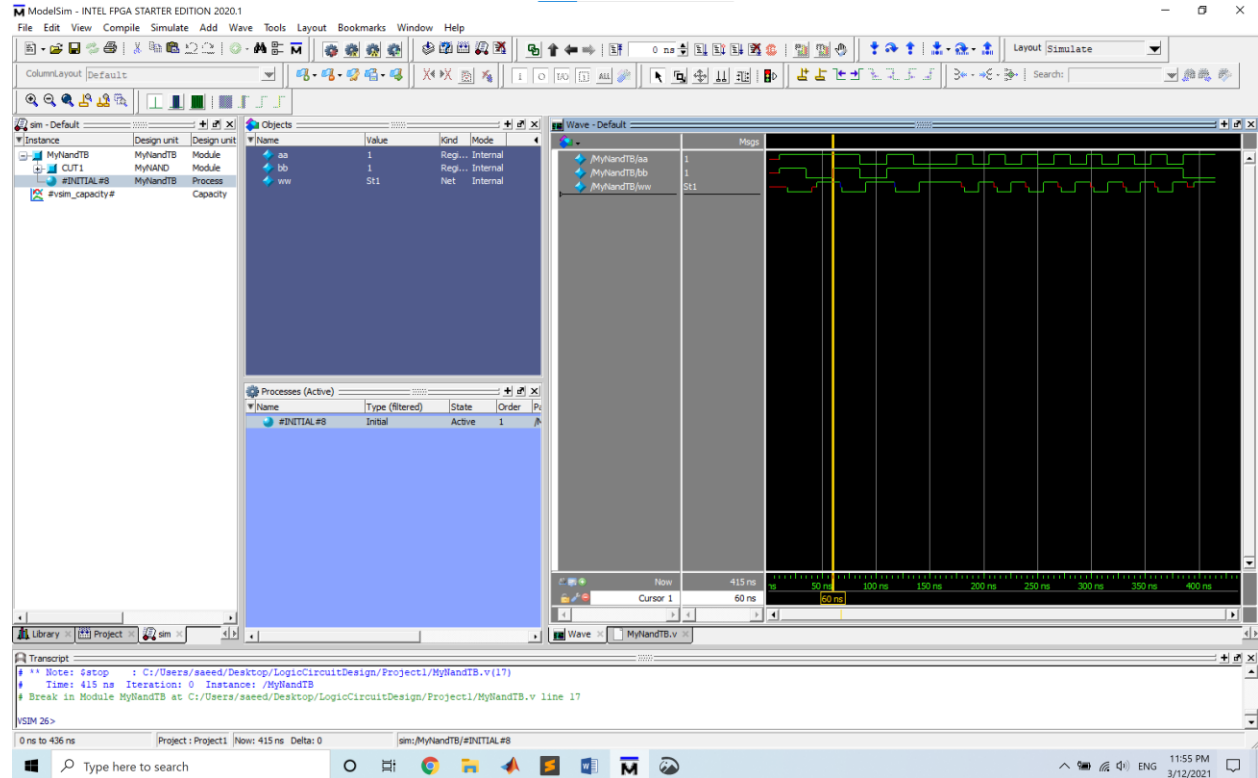 ModelSim - INTEL FPGA STARTER EDITION 2020.1
File Edit View Compile Simulate Add Wave Tools Layout Bookmarks Window Help
0 ns
Layout Simulate
ColumnLayout Default
I O I/O ALL
Search:
sim - Default
Instance Design unit Design unit
MyNandTB MyNandTB Module
CUT1 MyNAND Module
#INITIAL#8 MyNandTB Process
#vsim_capacity# Capacity
Objects
Name Value Kind Mode
aa 1 Regi... Internal
bb 1 Regi... Internal
ww St1 Net Internal
Processes (Active)
Name Type (filtered) State Order Pa
#INITIAL#8 Initial Active 1 /M
Wave - Default
Msgs
/MyNandTB/aa 1
/MyNandTB/bb 1
/MyNandTB/ww St1
Now 415 ns
ns 50 ns 100 ns 150 ns 200 ns 250 ns 300 ns 350 ns 400 ns
Cursor 1 60 ns
60 ns
Library Project sim
Wave MyNandTB.v
Transcript
# ** Note: $stop : C:/Users/saeed/Desktop/LogicCircuitDesign/Project1/MyNandTB.v(17)
# Time: 415 ns Iteration: 0 Instance: /MyNandTB
# Break in Module MyNandTB at C:/Users/saeed/Desktop/LogicCircuitDesign/Project1/MyNandTB.v line 17
VSIM 26>
0 ns to 436 ns Project : Project1 Now: 415 ns Delta: 0 sim:/MyNandTB/#INITIAL#8
Type here to search
ENG
11:55 PM
3/12/2021